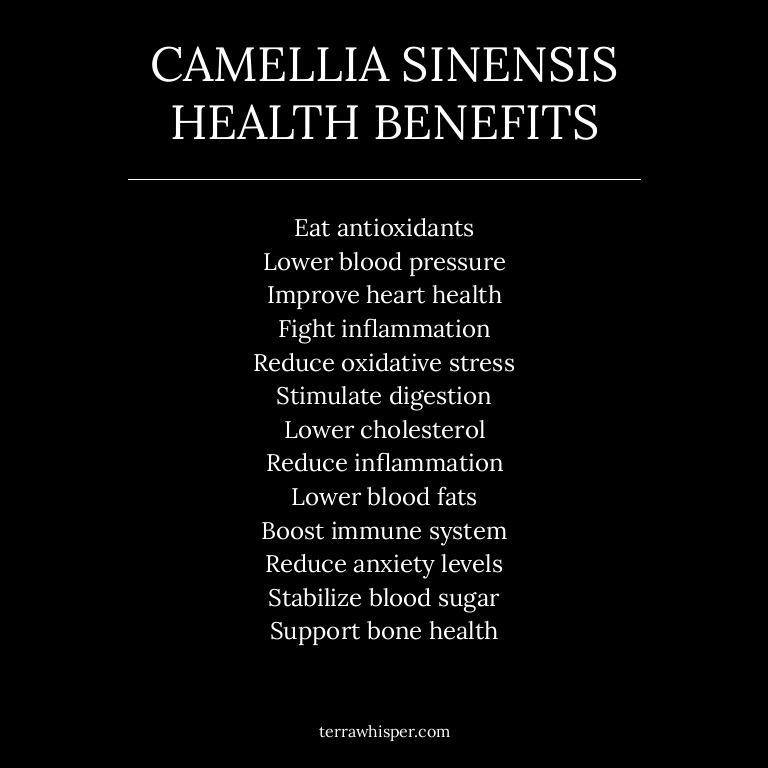 CAMELLIA SINENSIS
HEALTH BENEFITS
Eat antioxidants
Lower blood pressure
Improve heart health
Fight inflammation
Reduce oxidative stress
Stimulate digestion
Lower cholesterol
Reduce inflammation
Lower blood fats
Boost immune system
Reduce anxiety levels
Stabilize blood sugar
Support bone health
terrawhisper.com